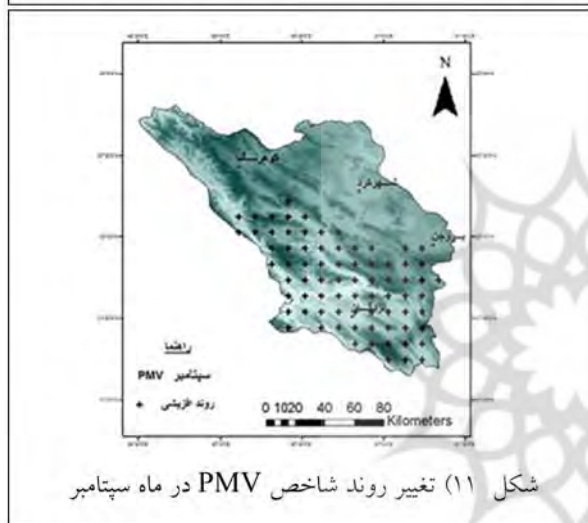 N
کوهرنگ
شهرکرد
بروجن
لردگان
راهنما
سپتامبر PMV
روند افزایشی
0 10 20 40 60 80
Kilometers
شکل ۱۱) تغییر روند شاخص PMV در ماه سپتامبر